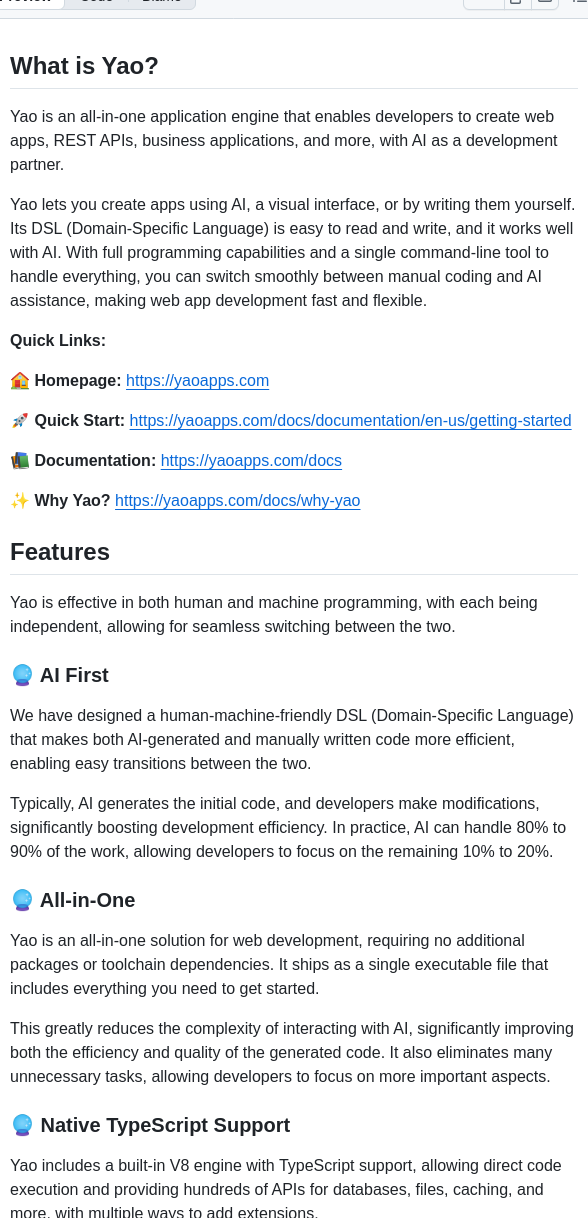 What is Yao?
Yao is an all-in-one application engine that enables developers to create web
apps, REST APIs, business applications, and more, with AI as a development
partner.
Yao lets you create apps using AI, a visual interface, or by writing them yourself.
Its DSL (Domain-Specific Language) is easy to read and write, and it works well
with AI. With full programming capabilities and a single command-line tool to
handle everything, you can switch smoothly between manual coding and AI
assistance, making web app development fast and flexible.
Quick Links:
🏠 Homepage: https://yaoapps.com
🚀 Quick Start: https://yaoapps.com/docs/documentation/en-us/getting-started
📚 Documentation: https://yaoapps.com/docs
✨ Why Yao? https://yaoapps.com/docs/why-yao
Features
Yao is effective in both human and machine programming, with each being
independent, allowing for seamless switching between the two.
🔮 AI First
We have designed a human-machine-friendly DSL (Domain-Specific Language)
that makes both AI-generated and manually written code more efficient,
enabling easy transitions between the two.
Typically, AI generates the initial code, and developers make modifications,
significantly boosting development efficiency. In practice, AI can handle 80% to
90% of the work, allowing developers to focus on the remaining 10% to 20%.
🔮 All-in-One
Yao is an all-in-one solution for web development, requiring no additional
packages or toolchain dependencies. It ships as a single executable file that
includes everything you need to get started.
This greatly reduces the complexity of interacting with AI, significantly improving
both the efficiency and quality of the generated code. It also eliminates many
unnecessary tasks, allowing developers to focus on more important aspects.
🔮 Native TypeScript Support
Yao includes a built-in V8 engine with TypeScript support, allowing direct code
execution and providing hundreds of APIs for databases, files, caching, and
more, with multiple ways to add extensions.